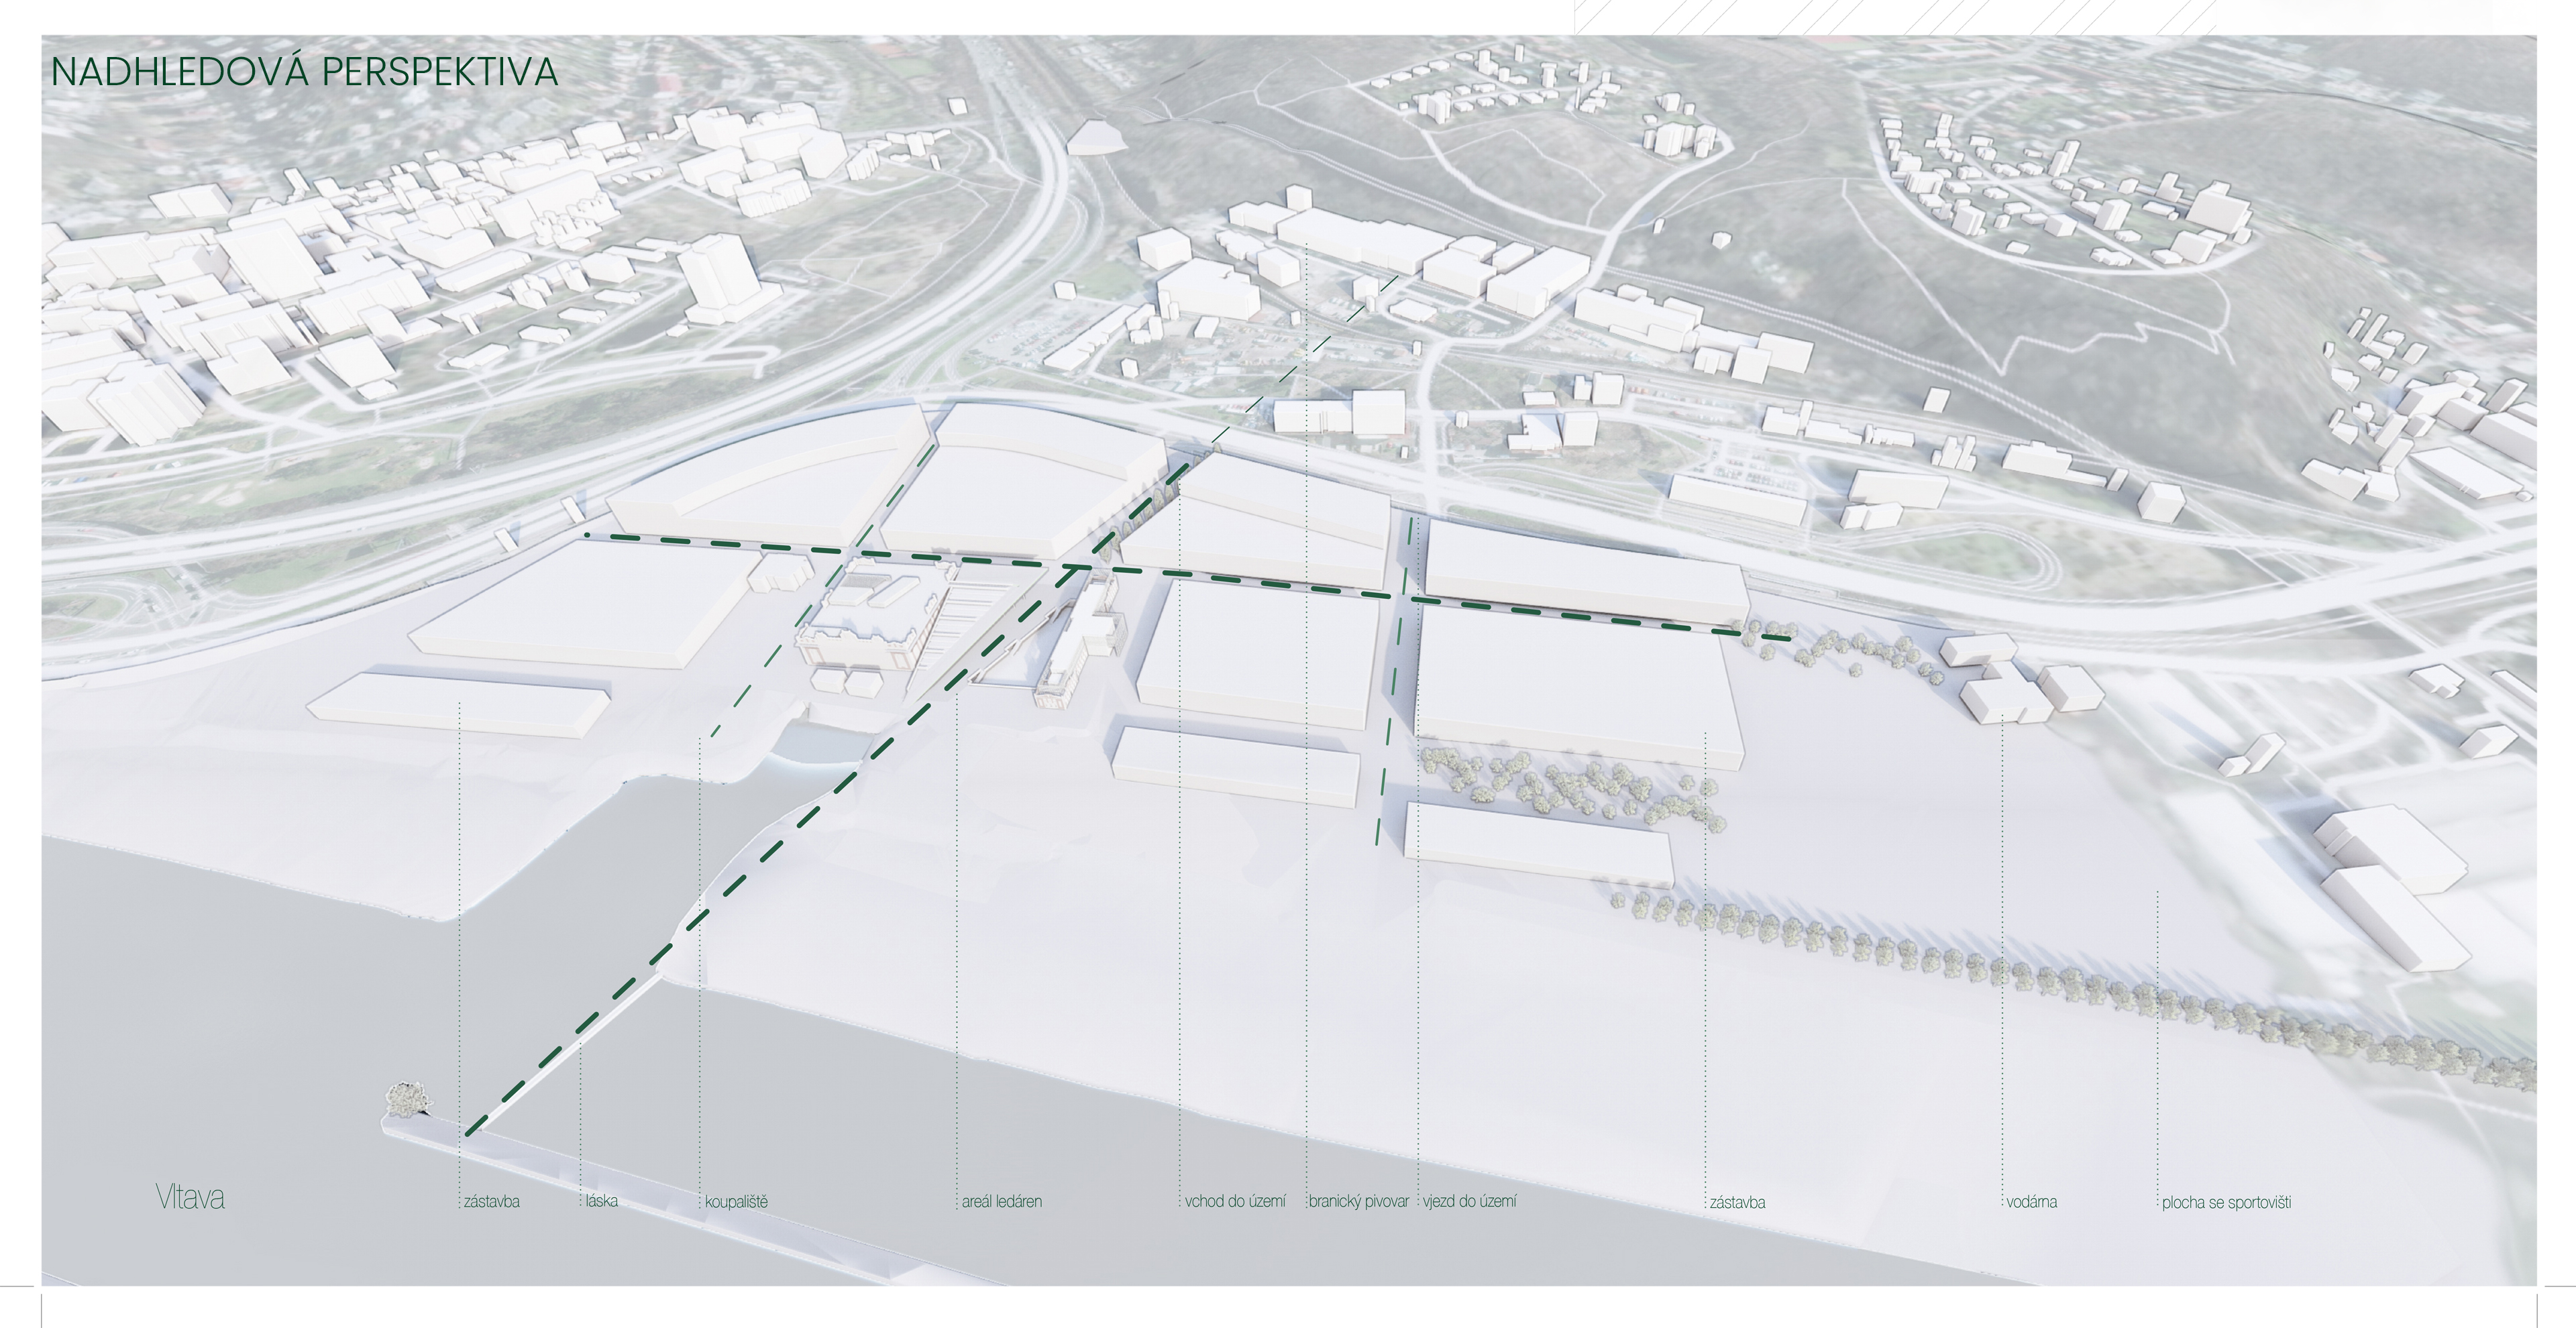 NADHLEDOVÁ PERSPEKTIVA
Vltava
zástavba
láska
koupaliště
areál ledáren
vchod do území
branický pivovar
vjezd do území
zástavba
vodárna
plocha se sportovišti